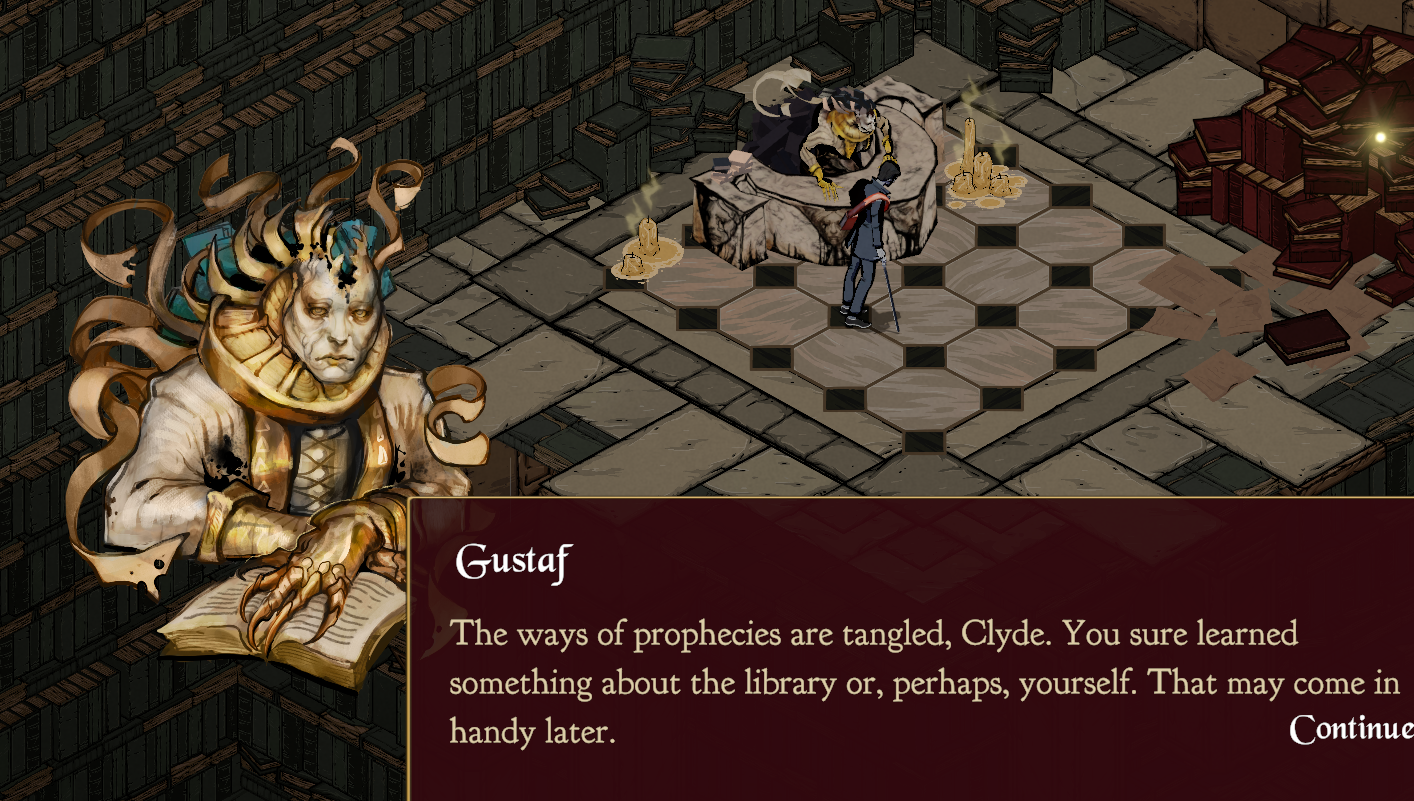 Gustaf
The ways of prophecies are tangled, Clyde. You sure learned
something about the library or, perhaps, yourself. That may come in
handy later.
Continue